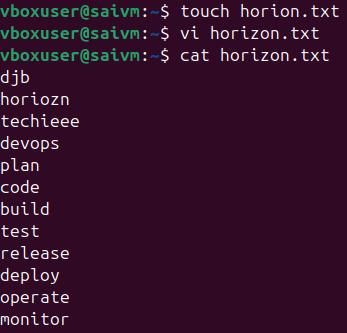 vboxuser@saivm:~$ touch horion.txt
vboxuser@saivm:~$ vi horizon.txt
vboxuser@saivm:~$ cat horizon.txt
djb
horiozn
techieee
devops
plan
code
build
test
release
deploy
operate
monitor